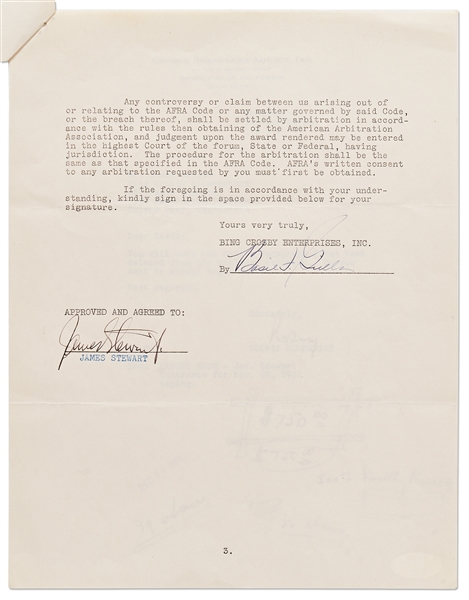 Any controversy or claim between us arising out of
or relating to the AFRA Code or any matter governed by said Code,
or the breach thereof, shall be settled by arbitration in accord-
ance with the rules then obtaining of the American Arbitration
Association, and judgment upon the award rendered may be entered
in the highest Court of the forum, State or Federal, having
jurisdiction. The procedure for the arbitration shall be the
same as that specified in the AFRA Code. AFRA's written consent
to any arbitration requested by you must first be obtained.
If the foregoing is in accordance with your under-
standing, kindly sign in the space provided below for your
signature.
Yours very truly,
BING CROSBY ENTERPRISES, INC.
By
APPROVED AND AGREED TO:
James Stewart
JAMES STEWART
3.